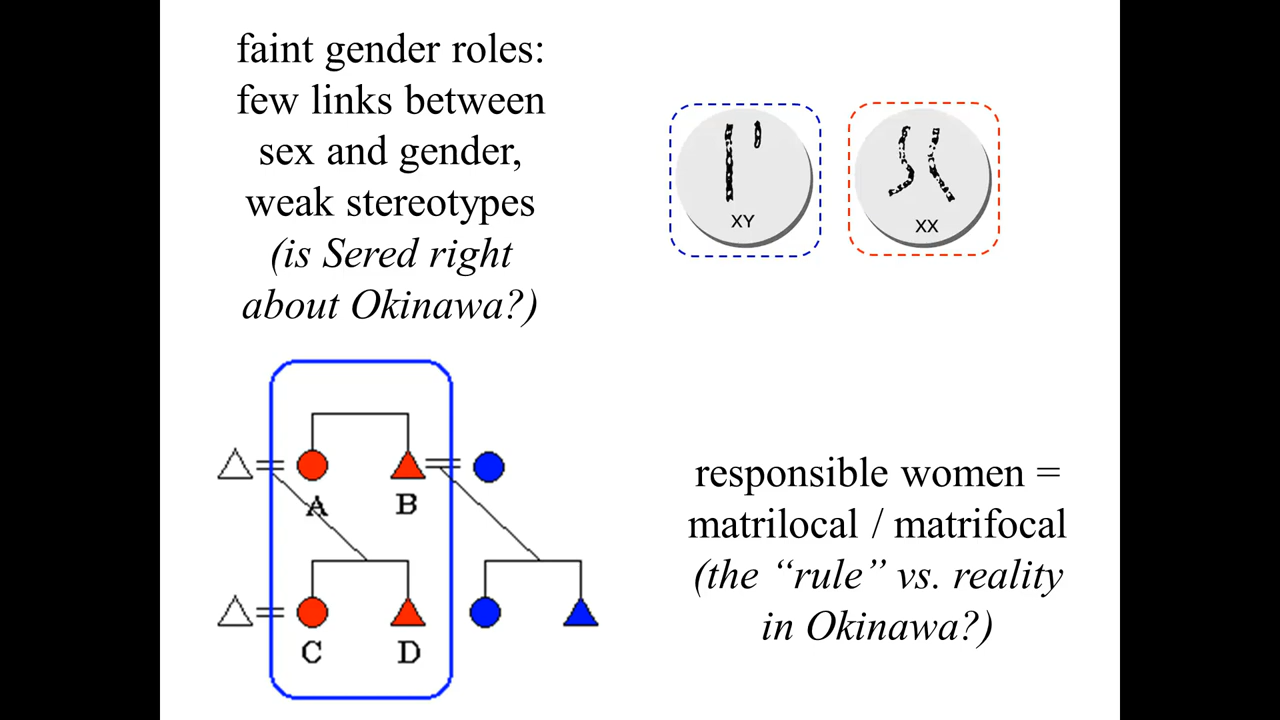 faint gender roles:
few links between
sex and gender,
weak stereotypes
(is Sered right
about Okinawa?)
XY
XX
A
B
C
D
responsible women =
matrilocal / matrifocal
(the “rule” vs. reality
in Okinawa?)